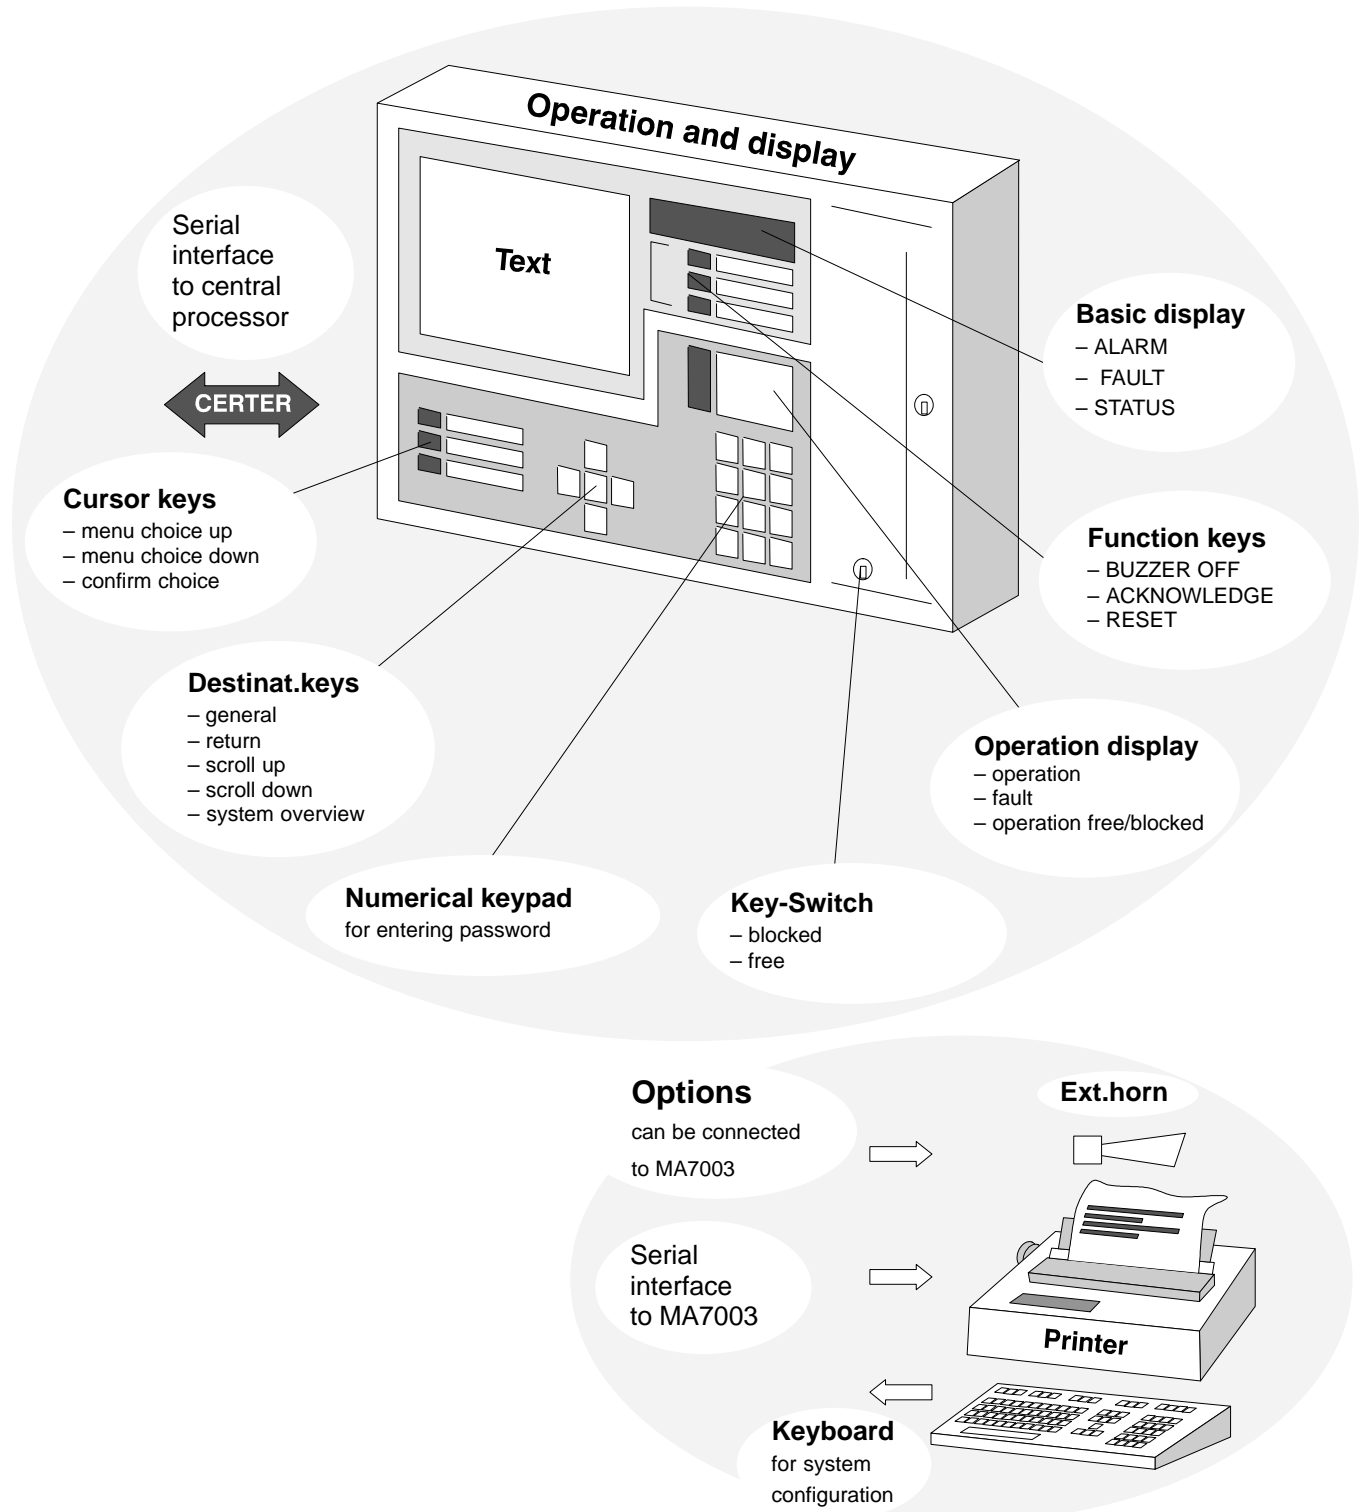 Operation and display
Text
Serial
interface
to central
processor
CERTER
Basic display
– ALARM
– FAULT
– STATUS
Cursor keys
– menu choice up
– menu choice down
– confirm choice
Function keys
– BUZZER OFF
– ACKNOWLEDGE
– RESET
Destinat.keys
– general
– return
– scroll up
– scroll down
– system overview
Operation display
– operation
– fault
– operation free/blocked
Numerical keypad
for entering password
Key-Switch
– blocked
– free
Options
can be connected
to MA7003
Ext.horn
Serial
interface
to MA7003
Printer
Keyboard
for system
configuration